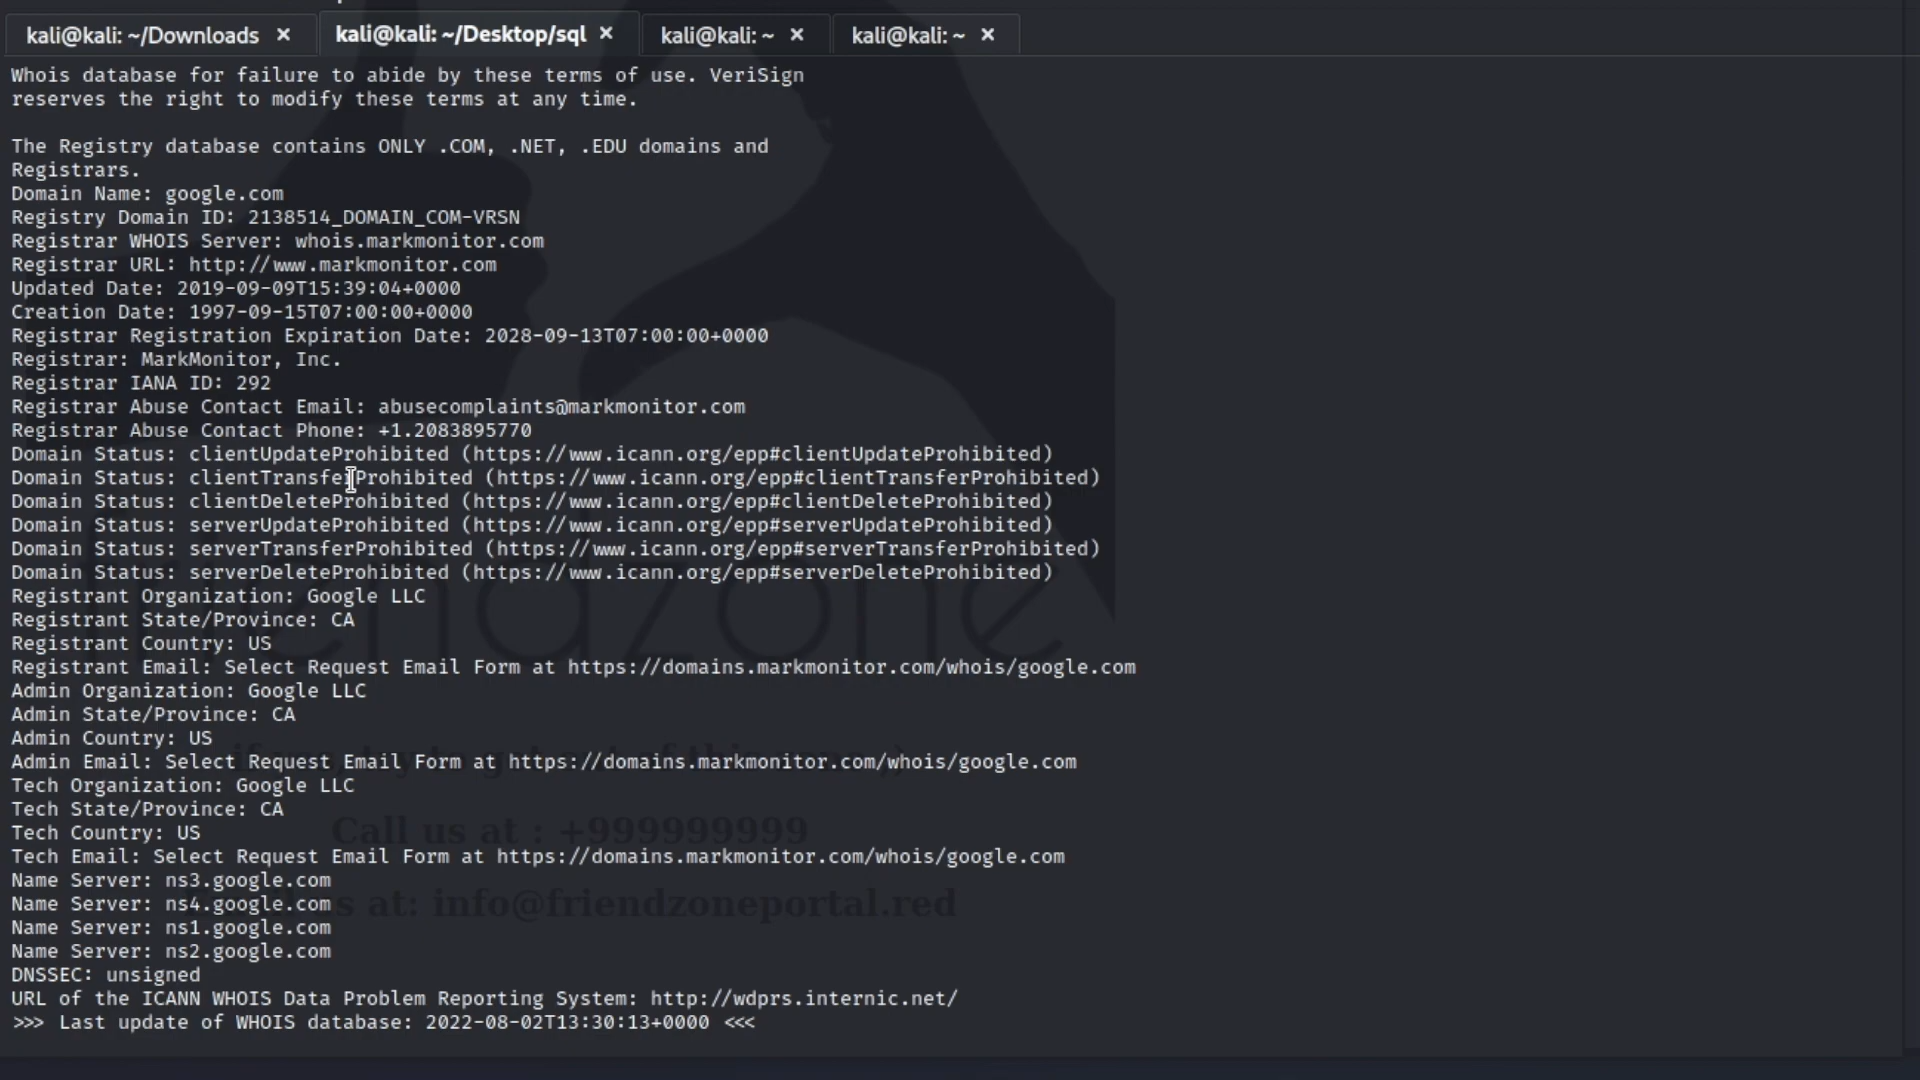 kali@kali: ~/Downloads × kali@kali: ~/Desktop/sql × kali@kali: ~ × kali@kali: ~ ×
Whois database for failure to abide by these terms of use. VeriSign
reserves the right to modify these terms at any time.
The Registry database contains ONLY .COM, .NET, .EDU domains and
Registrars.
Domain Name: google.com
Registry Domain ID: 2138514_DOMAIN_COM-VRSN
Registrar WHOIS Server: whois.markmonitor.com
Registrar URL: http://www.markmonitor.com
Updated Date: 2019-09-09T15:39:04+0000
Creation Date: 1997-09-15T07:00:00+0000
Registrar Registration Expiration Date: 2028-09-13T07:00:00+0000
Registrar: MarkMonitor, Inc.
Registrar IANA ID: 292
Registrar Abuse Contact Email: abusecomplaints@markmonitor.com
Registrar Abuse Contact Phone: +1.2083895770
Domain Status: clientUpdateProhibited (https://www.icann.org/epp#clientUpdateProhibited)
Domain Status: clientTransferProhibited (https://www.icann.org/epp#clientTransferProhibited)
Domain Status: clientDeleteProhibited (https://www.icann.org/epp#clientDeleteProhibited)
Domain Status: serverUpdateProhibited (https://www.icann.org/epp#serverUpdateProhibited)
Domain Status: serverTransferProhibited (https://www.icann.org/epp#serverTransferProhibited)
Domain Status: serverDeleteProhibited (https://www.icann.org/epp#serverDeleteProhibited)
Registrant Organization: Google LLC
friendzone
Registrant State/Province: CA
Registrant Country: US
Registrant Email: Select Request Email Form at https://domains.markmonitor.com/whois/google.com
Admin Organization: Google LLC
Admin State/Province: CA
Admin Country: US
Admin Email: Select Request Email Form at https://domains.markmonitor.com/whois/google.com
if yes, try to get out of this zone ;)
Tech Organization: Google LLC
Tech State/Province: CA
Tech Country: US
Call us at : +999999999
Tech Email: Select Request Email Form at https://domains.markmonitor.com/whois/google.com
Name Server: ns3.google.com
Name Server: ns4.google.com
us at: info@friendzoneportal.red
Name Server: ns1.google.com
Name Server: ns2.google.com
DNSSEC: unsigned
URL of the ICANN WHOIS Data Problem Reporting System: http://wdprs.internic.net/
>>> Last update of WHOIS database: 2022-08-02T13:30:13+0000 <<<